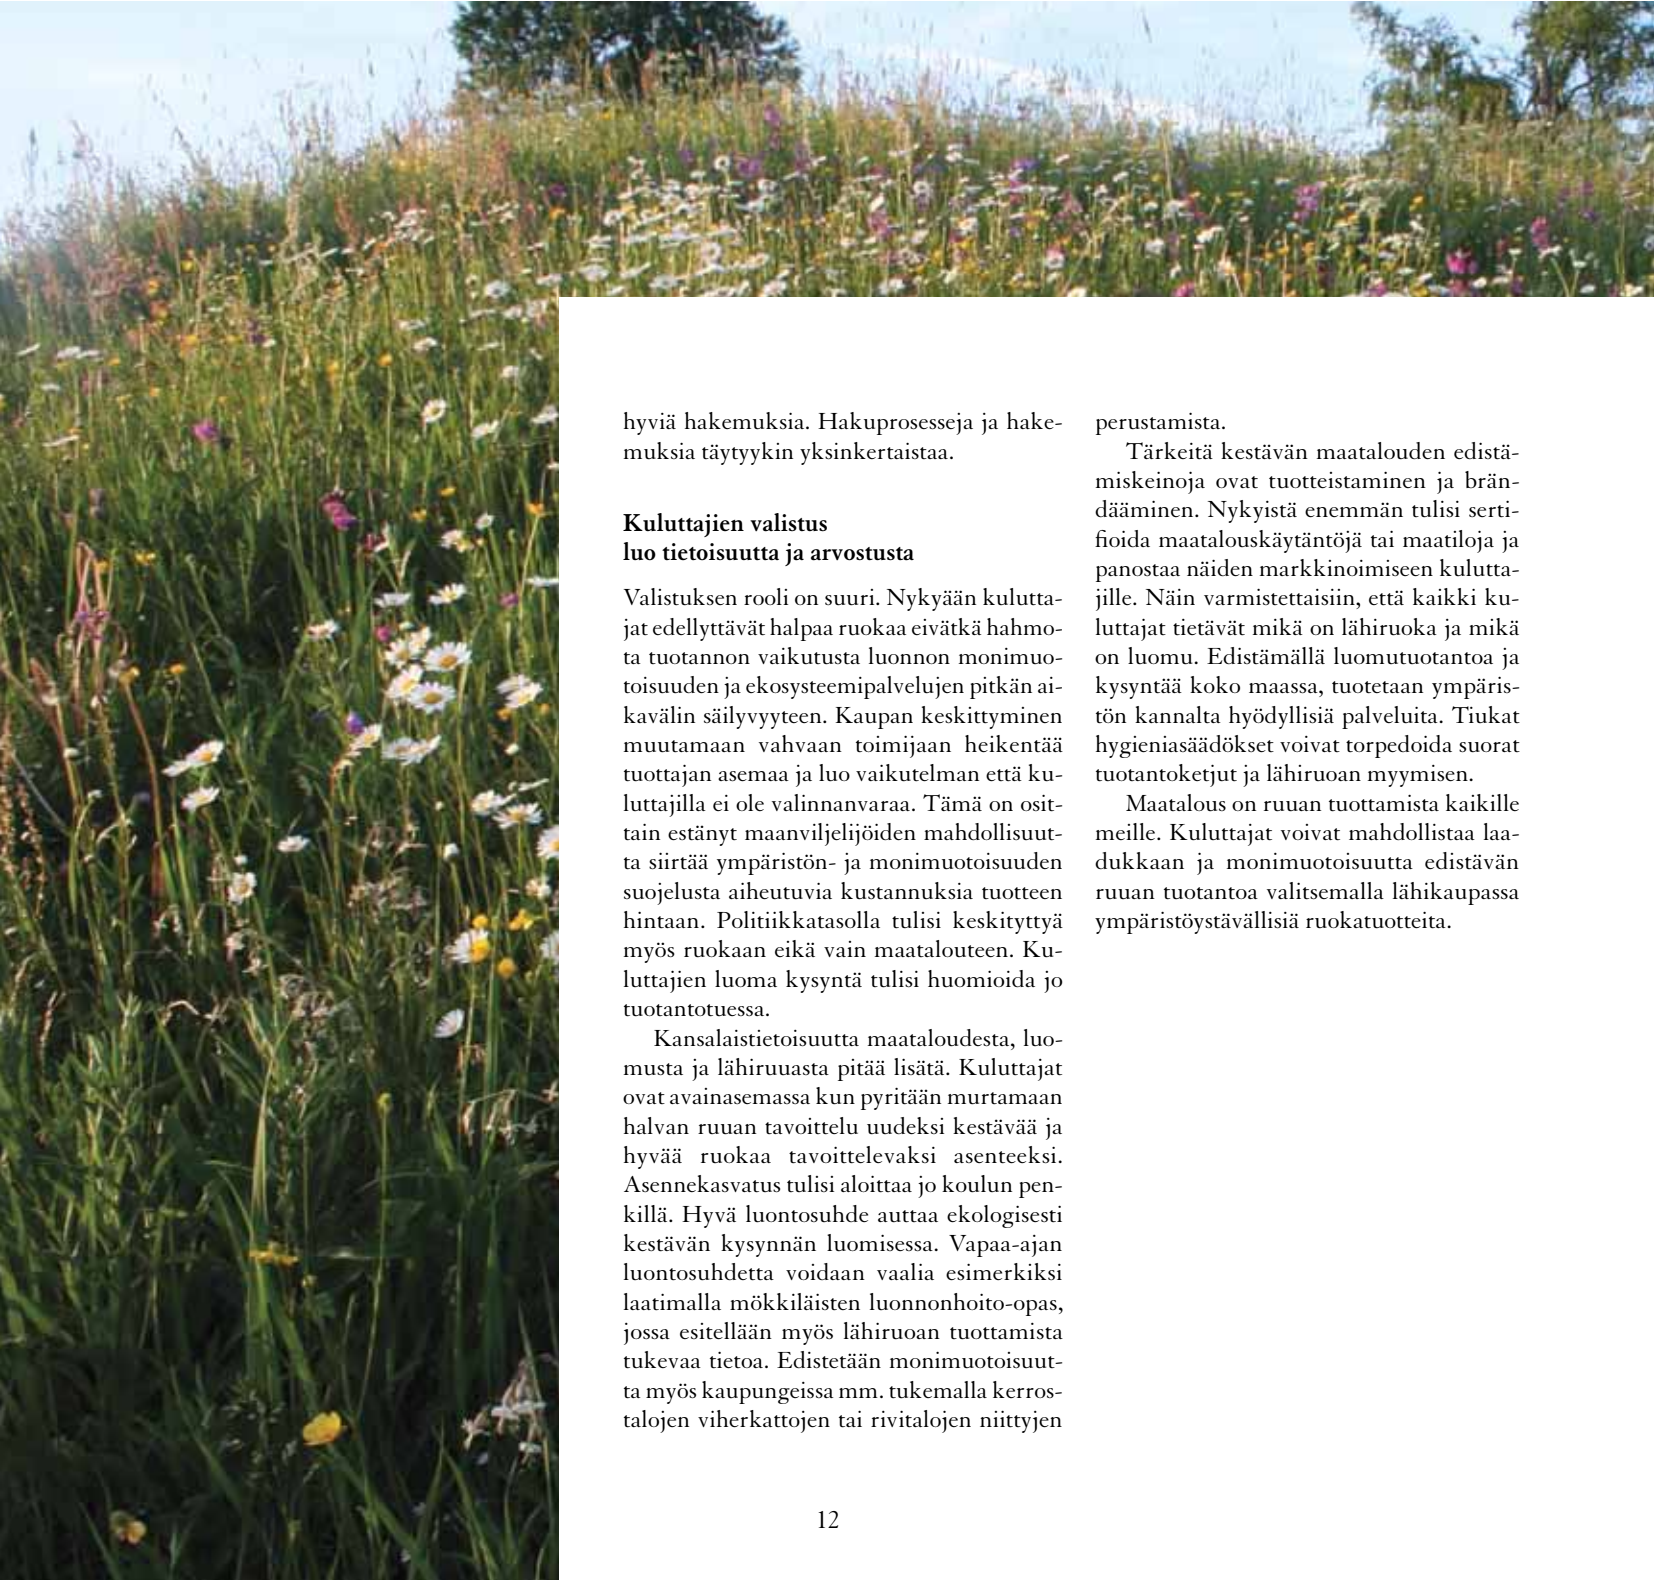 hyviä hakemuksia. Hakuprosesseja ja hake-
muksia täytyykin yksinkertaistaa.
Kuluttajien valistus
luo tietoisuutta ja arvostusta
Valistuksen rooli on suuri. Nykyään kulutta-
jat edellyttävät halpaa ruokaa eivätkä hahmo-
ta tuotannon vaikutusta luonnon monimuo-
toisuuden ja ekosysteemipalvelujen pitkän ai-
kavälin säilyvyyteen. Kaupan keskittyminen
muutamaan vahvaan toimijaan heikentää
tuottajan asemaa ja luo vaikutelman että ku-
luttajilla ei ole valinnanvaraa. Tämä on osit-
tain estänyt maanviljelijöiden mahdollisuut-
ta siirtää ympäristön- ja monimuotoisuuden
suojelusta aiheutuvia kustannuksia tuotteen
hintaan. Politiikkatasolla tulisi keskityttyä
myös ruokaan eikä vain maatalouteen. Ku-
luttajien luoma kysyntä tulisi huomioida jo
tuotantotuessa.
Kansalaistietoisuutta maataloudesta, luo-
musta ja lähiruuasta pitää lisätä. Kuluttajat
ovat avainasemassa kun pyritään murtamaan
halvan ruuan tavoittelu uudeksi kestävää ja
hyvää ruokaa tavoittelevaksi asenteeksi.
Asennekasvatus tulisi aloittaa jo koulun pen-
killä. Hyvä luontosuhde auttaa ekologisesti
kestävän kysynnän luomisessa. Vapaa-ajan
luontosuhdetta voidaan vaalia esimerkiksi
laatimalla mökkiläisten luonnonhoito-opas,
jossa esitellään myös lähiruoan tuottamista
tukevaa tietoa. Edistetään monimuotoisuut-
ta myös kaupungeissa mm. tukemalla kerros-
talojen viherkattojen tai rivitalojen niittyjen
perustamista.
Tärkeitä kestävän maatalouden edistä-
miskeinoja ovat tuotteistaminen ja brän-
dääminen. Nykyistä enemmän tulisi serti-
fioida maatalouskäytäntöjä tai maatiloja ja
panostaa näiden markkinoimiseen kulutta-
jille. Näin varmistettaisiin, että kaikki ku-
luttajat tietävät mikä on lähiruoka ja mikä
on luomu. Edistämällä luomutuotantoa ja
kysyntää koko maassa, tuotetaan ympäris-
tön kannalta hyödyllisiä palveluita. Tiukat
hygieniasäädökset voivat torpedoida suorat
tuotantoketjut ja lähiruoan myymisen.
Maatalous on ruuan tuottamista kaikille
meille. Kuluttajat voivat mahdollistaa laa-
dukkaan ja monimuotoisuutta edistävän
ruuan tuotantoa valitsemalla lähikaupassa
ympäristöystävällisiä ruokatuotteita.
12